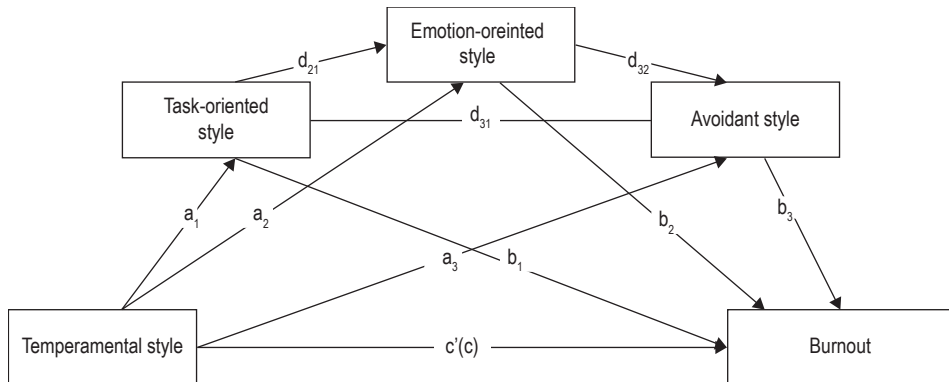 Emotion-oreinted
style
d21
d32
Task-oriented
style
d31
Avoidant style
a1
a2
b2
b3
a3
b1
Temperamental style
c'(c)
Burnout